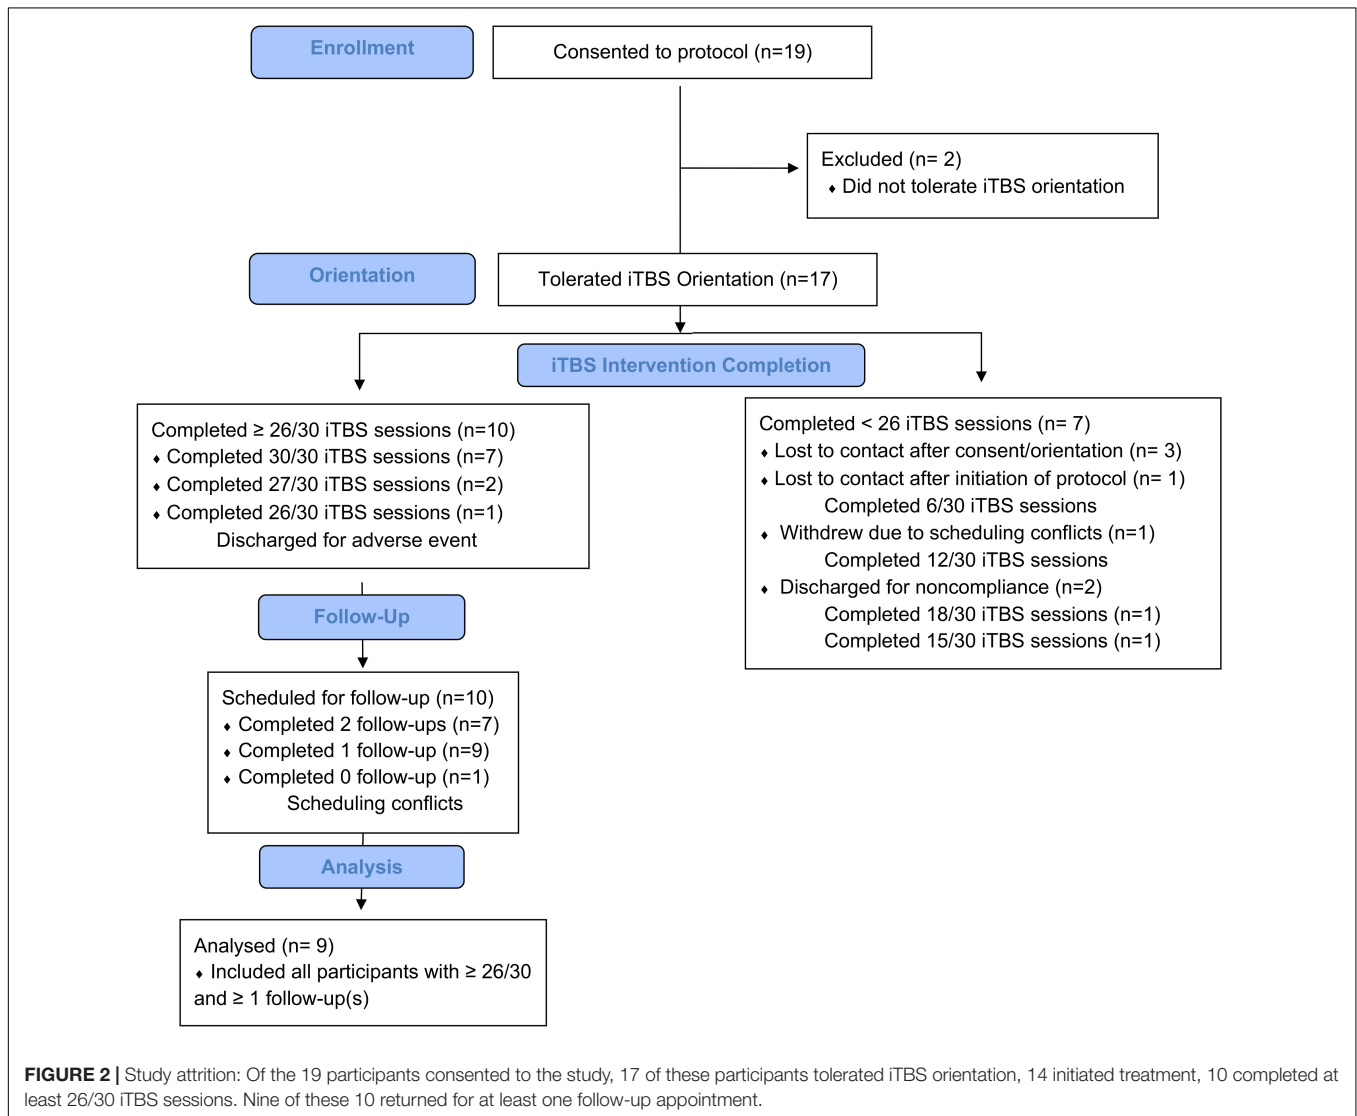 Enrollment
Consented to protocol (n=19)
Excluded (n= 2)
♦ Did not tolerate iTBS orientation
Orientation
Tolerated iTBS Orientation (n=17)
iTBS Intervention Completion
Completed ≥ 26/30 iTBS sessions (n=10)
♦ Completed 30/30 iTBS sessions (n=7)
♦ Completed 27/30 iTBS sessions (n=2)
♦ Completed 26/30 iTBS sessions (n=1)
Discharged for adverse event
Completed < 26 iTBS sessions (n= 7)
♦ Lost to contact after consent/orientation (n= 3)
♦ Lost to contact after initiation of protocol (n= 1)
Completed 6/30 iTBS sessions
♦ Withdrew due to scheduling conflicts (n=1)
Completed 12/30 iTBS sessions
♦ Discharged for noncompliance (n=2)
Completed 18/30 iTBS sessions (n=1)
Completed 15/30 iTBS sessions (n=1)
Follow-Up
Scheduled for follow-up (n=10)
♦ Completed 2 follow-ups (n=7)
♦ Completed 1 follow-up (n=9)
♦ Completed 0 follow-up (n=1)
Scheduling conflicts
Analysis
Analysed (n= 9)
♦ Included all participants with ≥ 26/30
and ≥ 1 follow-up(s)
FIGURE 2 | Study attrition: Of the 19 participants consented to the study, 17 of these participants tolerated iTBS orientation, 14 initiated treatment, 10 completed at
least 26/30 iTBS sessions. Nine of these 10 returned for at least one follow-up appointment.